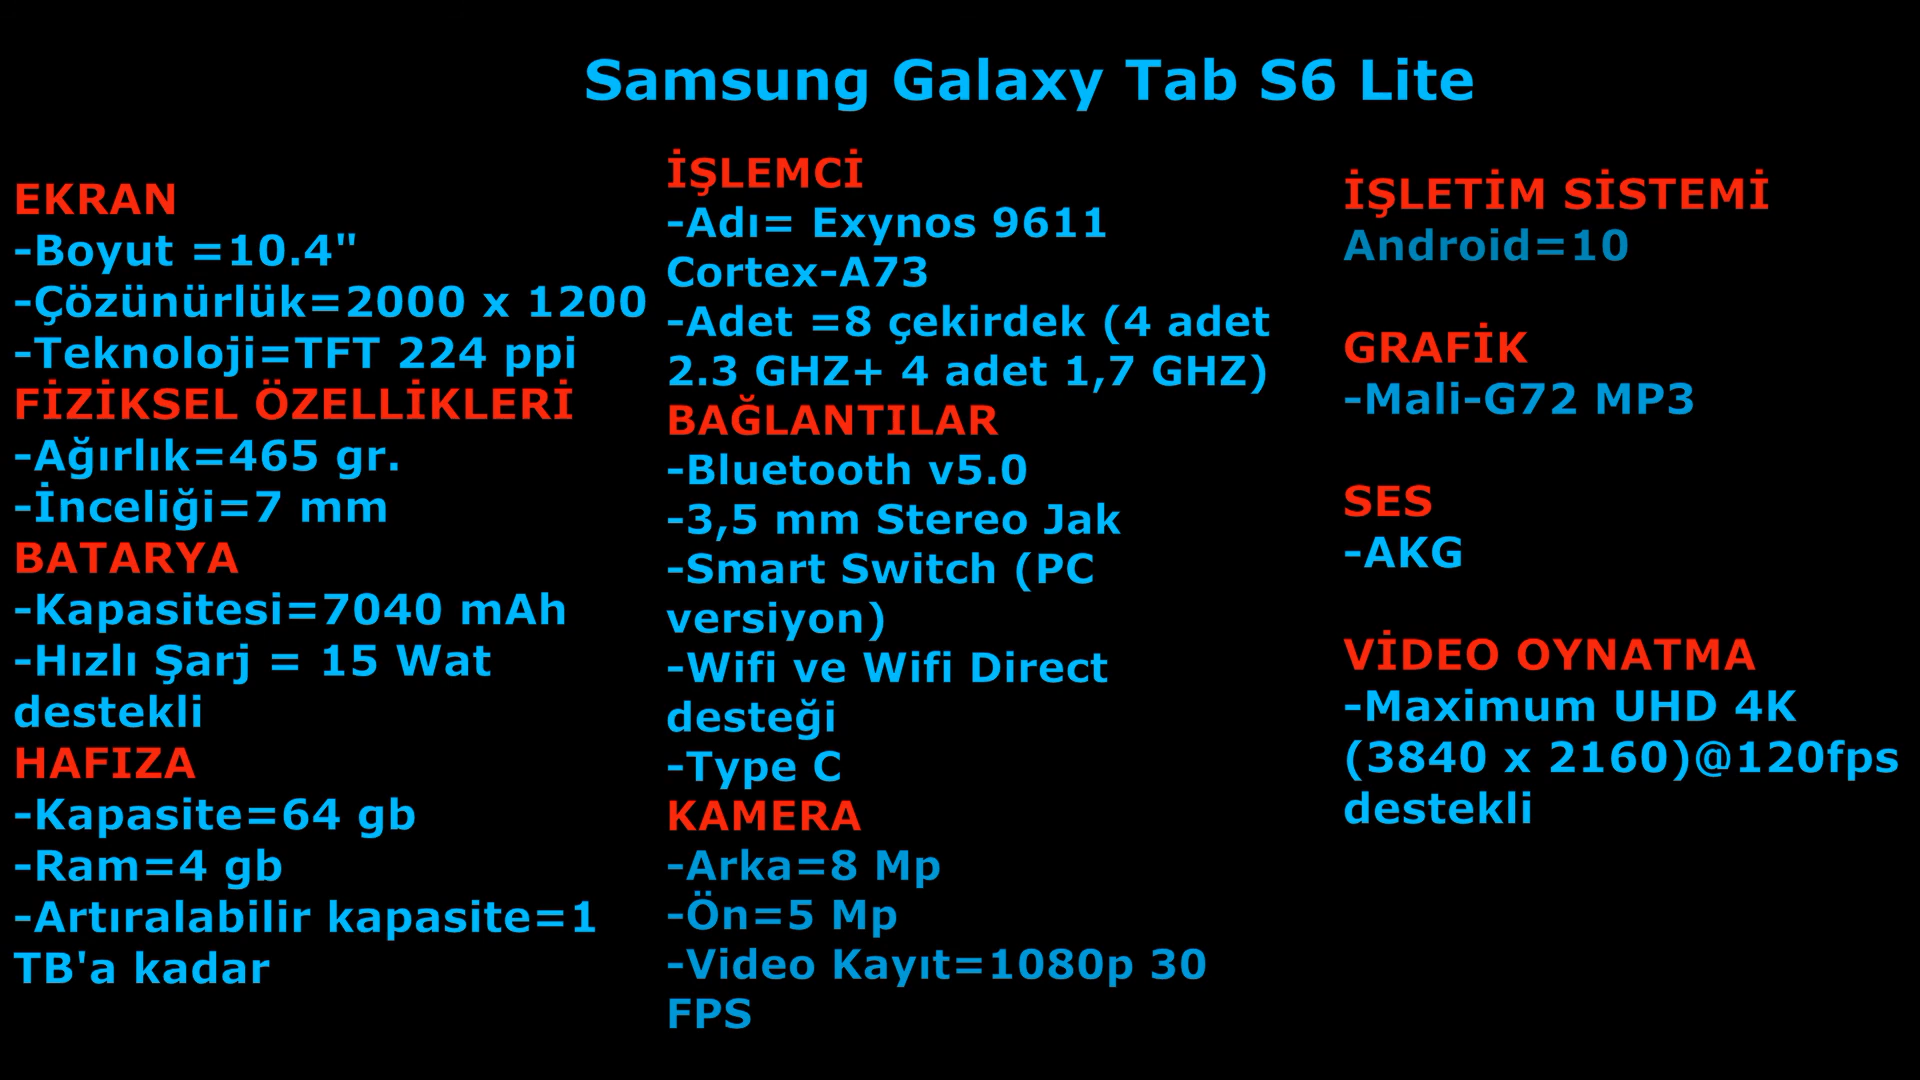 Samsung Galaxy Tab S6 Lite
EKRAN
-Boyut =10.4"
-Çözünürlük=2000 x 1200
-Teknoloji=TFT 224 ppi
FİZİKSEL ÖZELLİKLERİ
-Ağırlık=465 gr.
-İnceliği=7 mm
BATARYA
-Kapasitesi=7040 mAh
-Hızlı Şarj = 15 Wat
destekli
HAFIZA
-Kapasite=64 gb
-Ram=4 gb
-Artıralabilir kapasite=1
TB'a kadar
İŞLEMCİ
-Adı= Exynos 9611
Cortex-A73
-Adet =8 çekirdek (4 adet
2.3 GHZ+ 4 adet 1,7 GHZ)
BAĞLANTILAR
-Bluetooth v5.0
-3,5 mm Stereo Jak
-Smart Switch (PC
versiyon)
-Wifi ve Wifi Direct
desteği
-Type C
KAMERA
-Arka=8 Mp
-Ön=5 Mp
-Video Kayıt=1080p 30
FPS
İŞLETİM SİSTEMİ
Android=10
GRAFİK
-Mali-G72 MP3
SES
-AKG
VİDEO OYNATMA
-Maximum UHD 4K
(3840 x 2160)@120fps
destekli